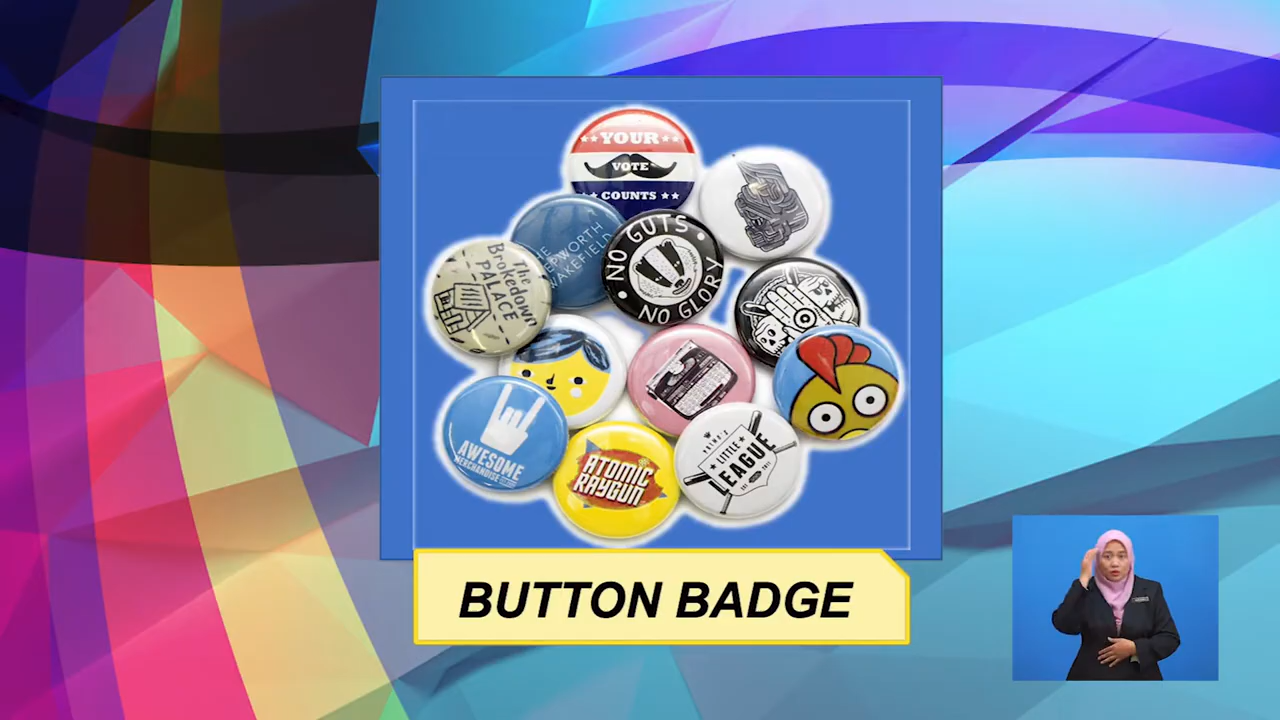 YOUR
VOTE
COUNTS
THE
HEPWORTH
WAKEFIELD
NO GUTS
NO GLORY
The
Brokedown
PALACE
AWESOME
MERCHANDISE
ATOMIC
RAYGUN
LITTLE
LEAGUE
BUTTON BADGE